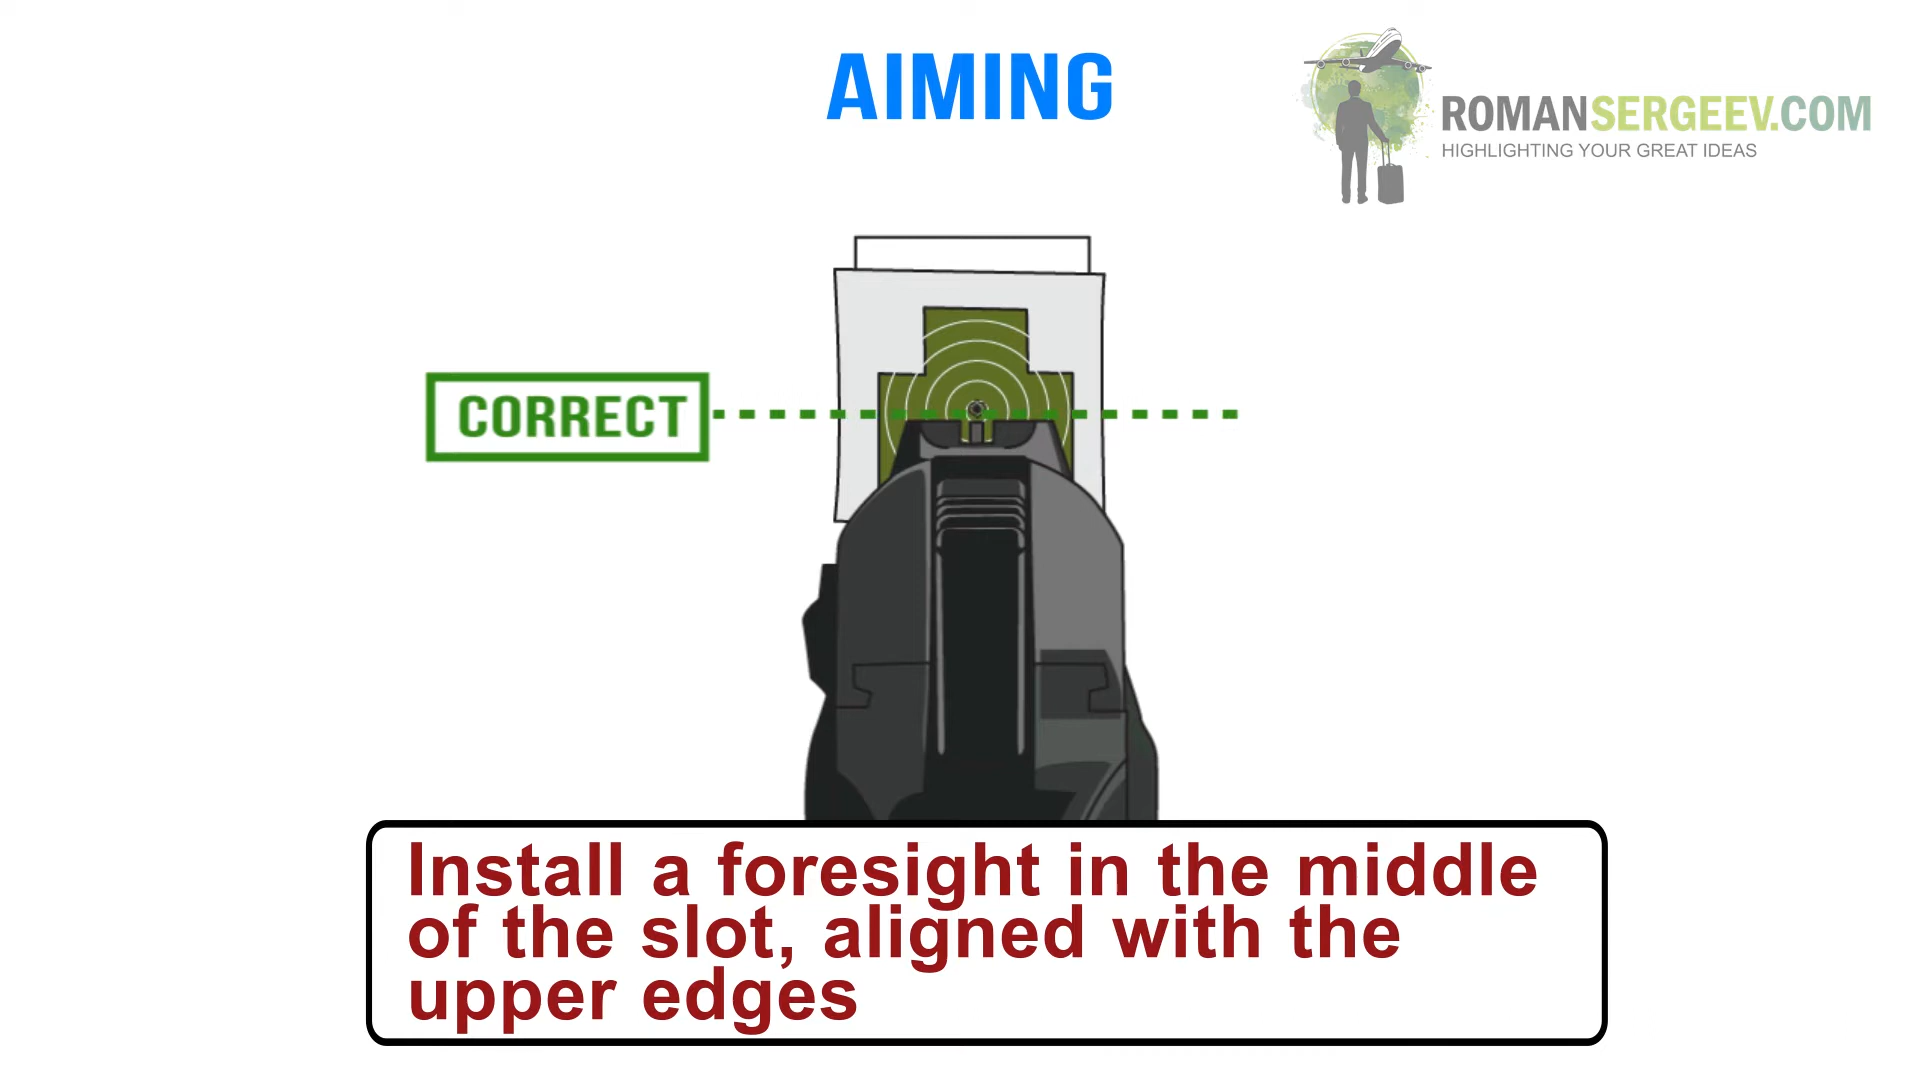 AIMING
ROMANSERGEEV.COM
HIGHLIGHTING YOUR GREAT IDEAS
CORRECT
Install a foresight in the middle
of the slot, aligned with the
upper edges